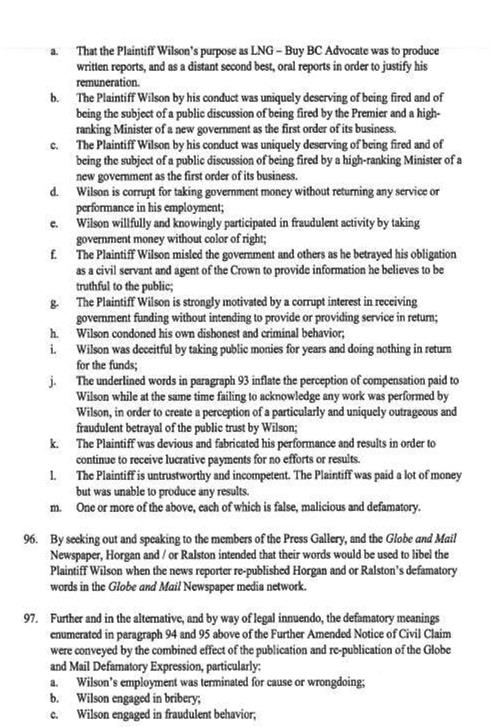 a. That the Plaintiff Wilson's purpose as LNG – Buy BC Advocate was to produce
written reports, and as a distant second best, oral reports in order to justify his
remuneration.
b. The Plaintiff Wilson by his conduct was uniquely deserving of being fired and of
being the subject of a public discussion of being fired by the Premier and a high-
ranking Minister of a new government as the first order of its business.
c. The Plaintiff Wilson by his conduct was uniquely deserving of being fired and of
being the subject of a public discussion of being fired by a high-ranking Minister of a
new government as the first order of its business.
d. Wilson is corrupt for taking government money without returning any service or
performance in his employment;
e. Wilson willfully and knowingly participated in fraudulent activity by taking
government money without color of right;
f. The Plaintiff Wilson misled the government and others as he betrayed his obligation
as a civil servant and agent of the Crown to provide information he believes to be
truthful to the public;
g. The Plaintiff Wilson is strongly motivated by a corrupt interest in receiving
government funding without intending to provide or providing service in return;
h. Wilson condoned his own dishonest and criminal behavior;
i. Wilson was deceitful by taking public monies for years and doing nothing in return
for the funds;
j. The underlined words in paragraph 93 inflate the perception of compensation paid to
Wilson while at the same time failing to acknowledge any work was performed by
Wilson, in order to create a perception of a particularly and uniquely outrageous and
fraudulent betrayal of the public trust by Wilson;
k. The Plaintiff was devious and fabricated his performance and results in order to
continue to receive lucrative payments for no efforts or results.
l. The Plaintiff is untrustworthy and incompetent. The Plaintiff was paid a lot of money
but was unable to produce any results.
m. One or more of the above, each of which is false, malicious and defamatory.
96. By seeking out and speaking to the members of the Press Gallery, and the Globe and Mail
Newspaper, Horgan and / or Ralston intended that their words would be used to libel the
Plaintiff Wilson when the news reporter re-published Horgan and or Ralston's defamatory
words in the Globe and Mail Newspaper media network.
97. Further and in the alternative, and by way of legal innuendo, the defamatory meanings
enumerated in paragraph 94 and 95 above of the Further Amended Notice of Civil Claim
were conveyed by the combined effect of the publication and re-publication of the Globe
and Mail Defamatory Expression, particularly:
a. Wilson's employment was terminated for cause or wrongdoing;
b. Wilson engaged in bribery;
c. Wilson engaged in fraudulent behavior;